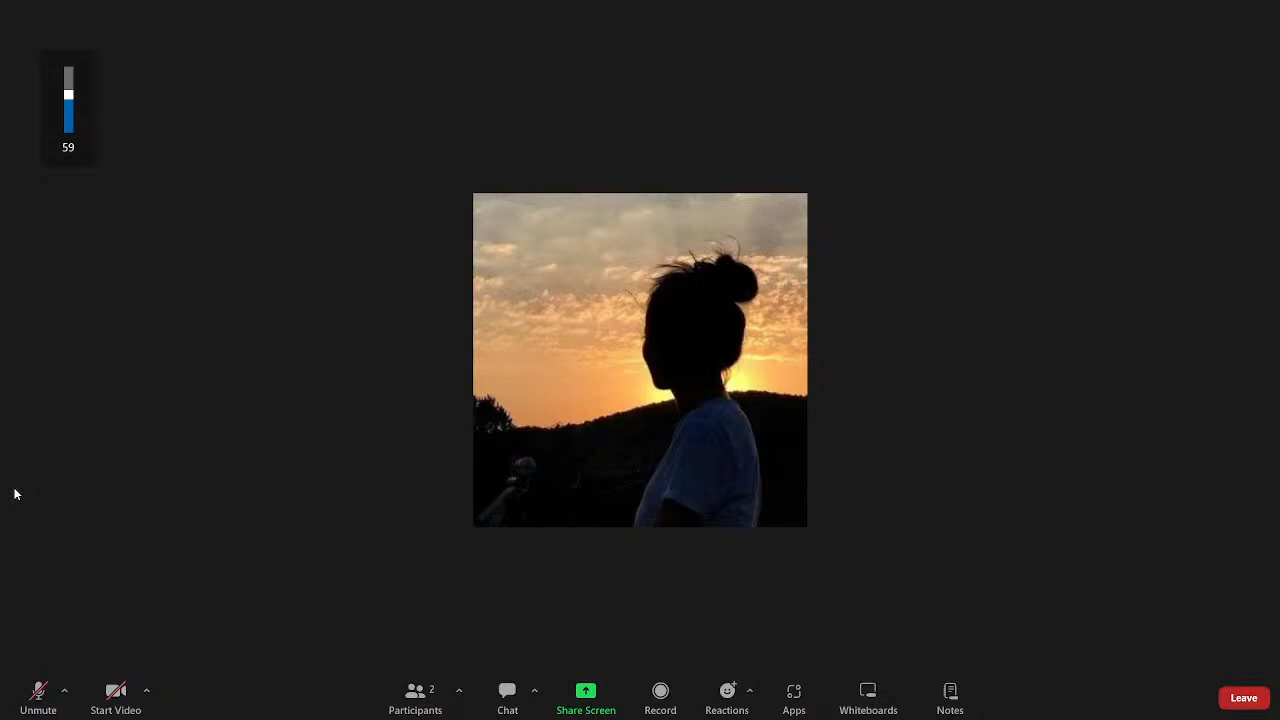 59
2
Unmute
Start Video
Participants
Chat
Share Screen
Record
Reactions
Apps
Whiteboards
Notes
Leave